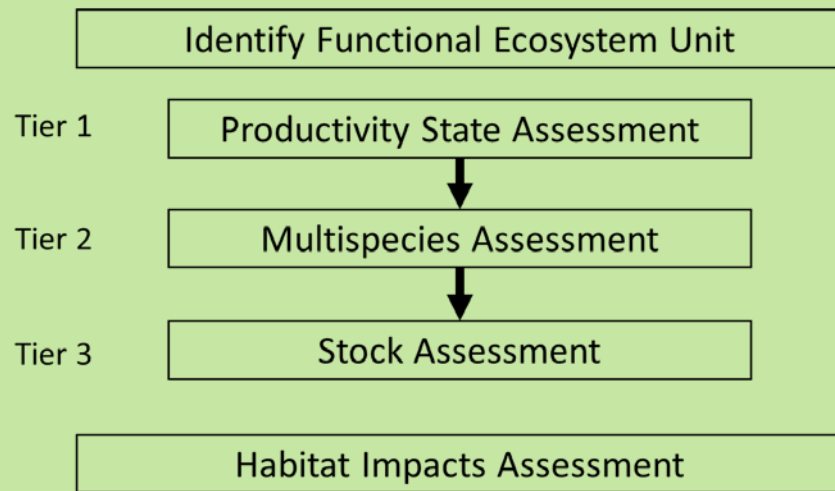 Identify Functional Ecosystem Unit
Tier 1
Productivity State Assessment
Tier 2
Multispecies Assessment
Tier 3
Stock Assessment
Habitat Impacts Assessment